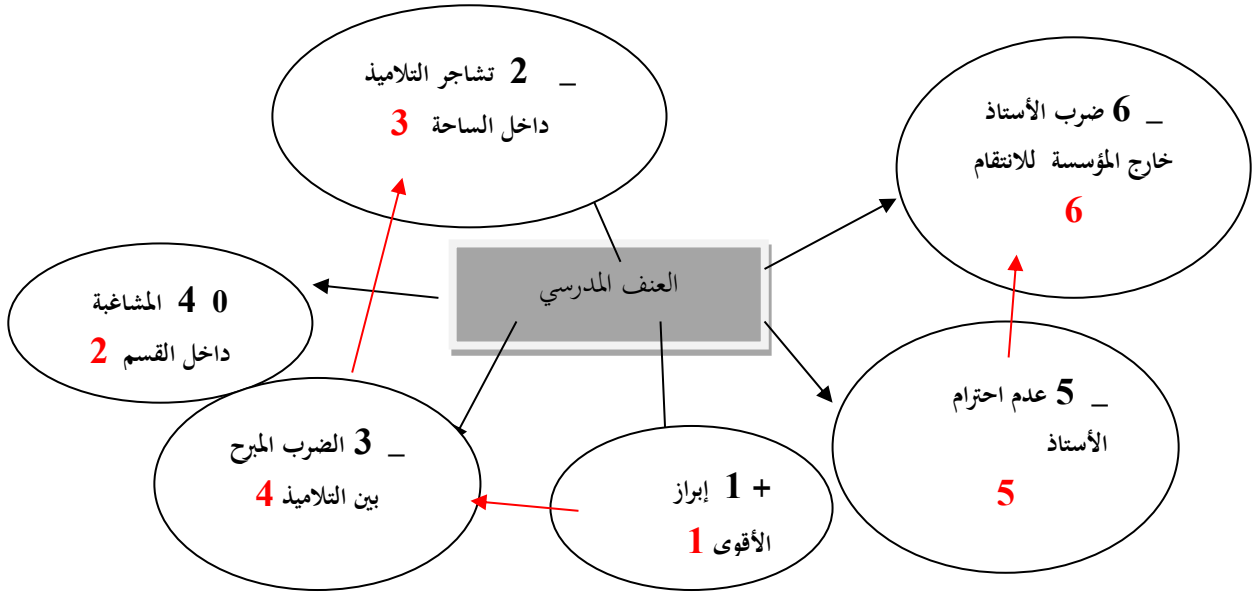 _ 2 تشاجر التلاميذ
داخل الساحة 3
_ 6 ضرب الأستاذ
خارج المؤسسة للانتقام
6
العنف المدرسي
0 4 المشاغبة
داخل القسم 2
_ 5 عدم احترام
الأستاذ
5
_ 3 الضرب المبرح
بين التلاميذ 4
+ 1 إبراز
الأقوى 1